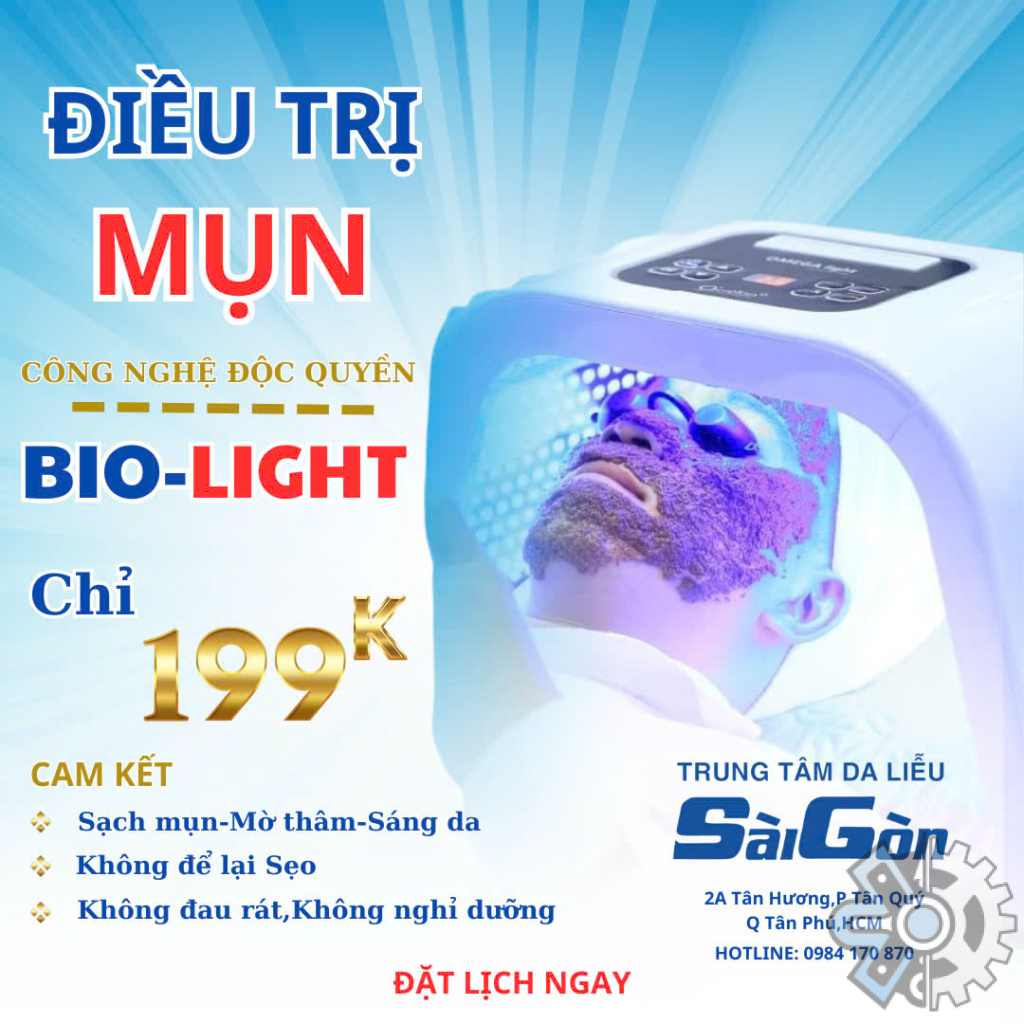 ĐIỀU TRỊ
MỤN
CÔNG NGHỆ ĐỘC QUYỀN
BIO-LIGHT
Chỉ
199K
CAM KẾT
Sạch mụn-Mờ thâm-Sáng da
Không để lại Sẹo
Không đau rát,Không nghỉ dưỡng
ĐẶT LỊCH NGAY
OMEGA light
TRUNG TÂM DA LIỄU
SàiGòn
2A Tân Hương,P Tân Quý
Q Tân Phú,HCM
HOTLINE: 0984 170 870